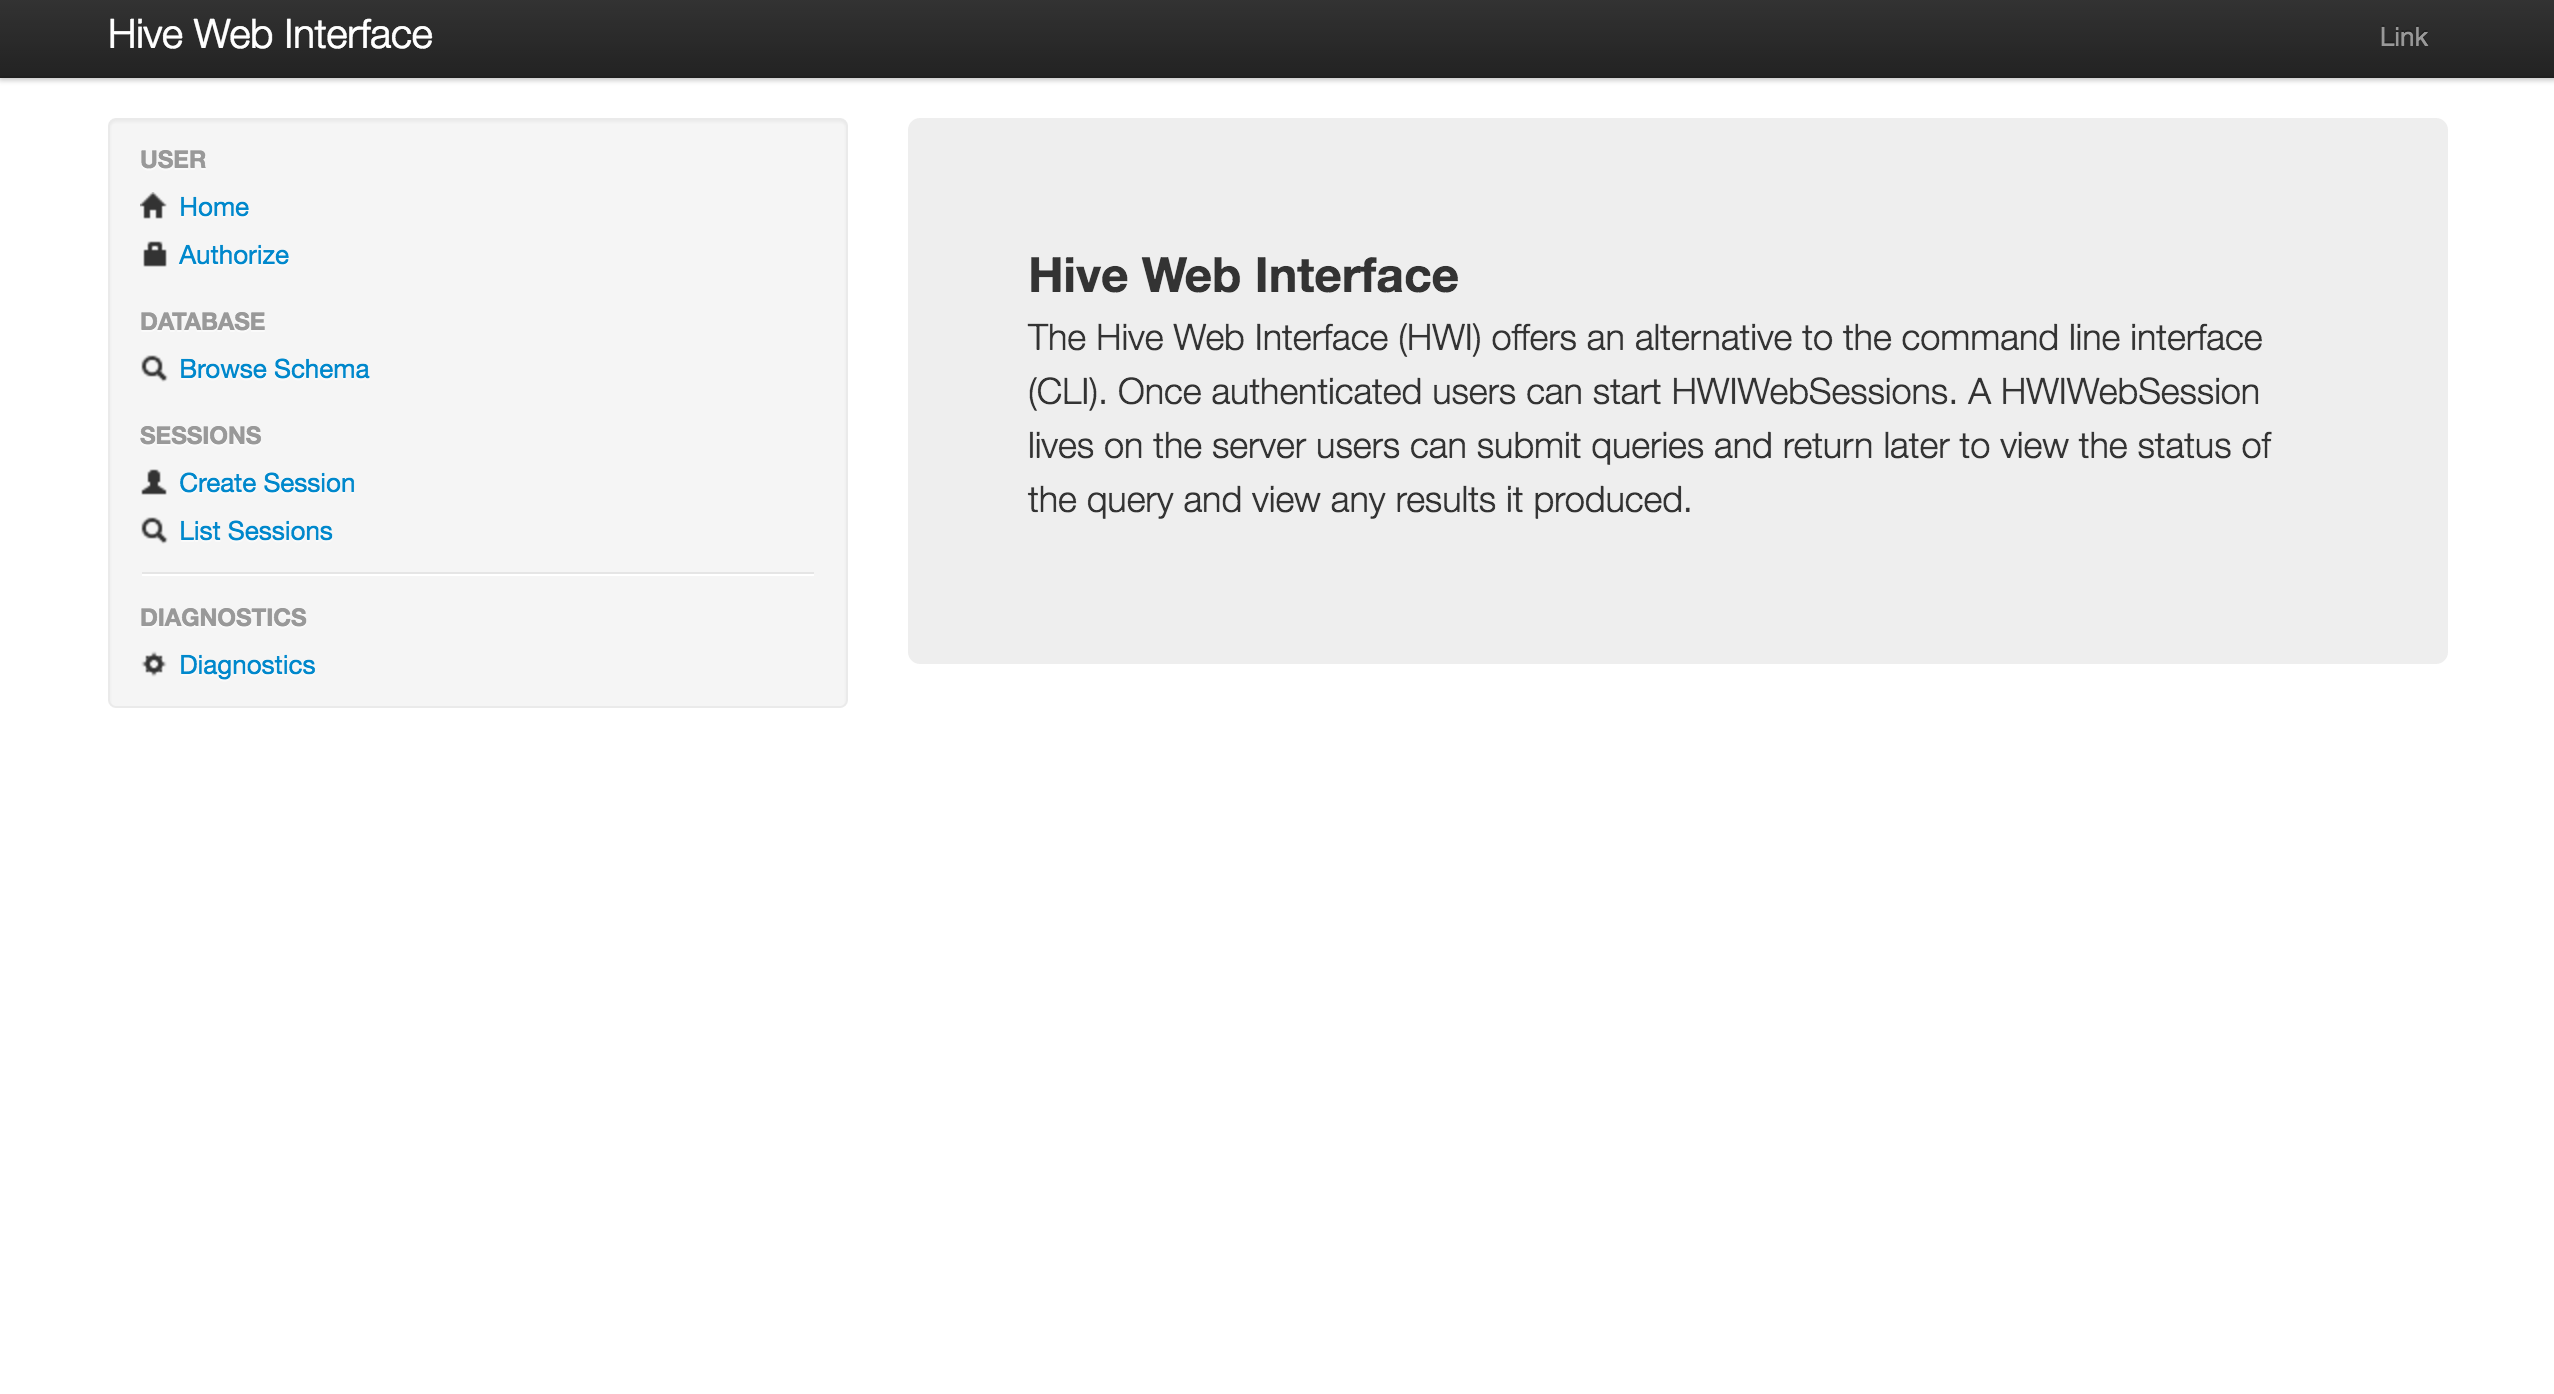 Hive Web Interface
Link
USER
Home
Authorize
DATABASE
Browse Schema
SESSIONS
Create Session
List Sessions
DIAGNOSTICS
Diagnostics
Hive Web Interface
The Hive Web Interface (HWI) offers an alternative to the command line interface
(CLI). Once authenticated users can start HWIWebSessions. A HWIWebSession
lives on the server users can submit queries and return later to view the status of
the query and view any results it produced.